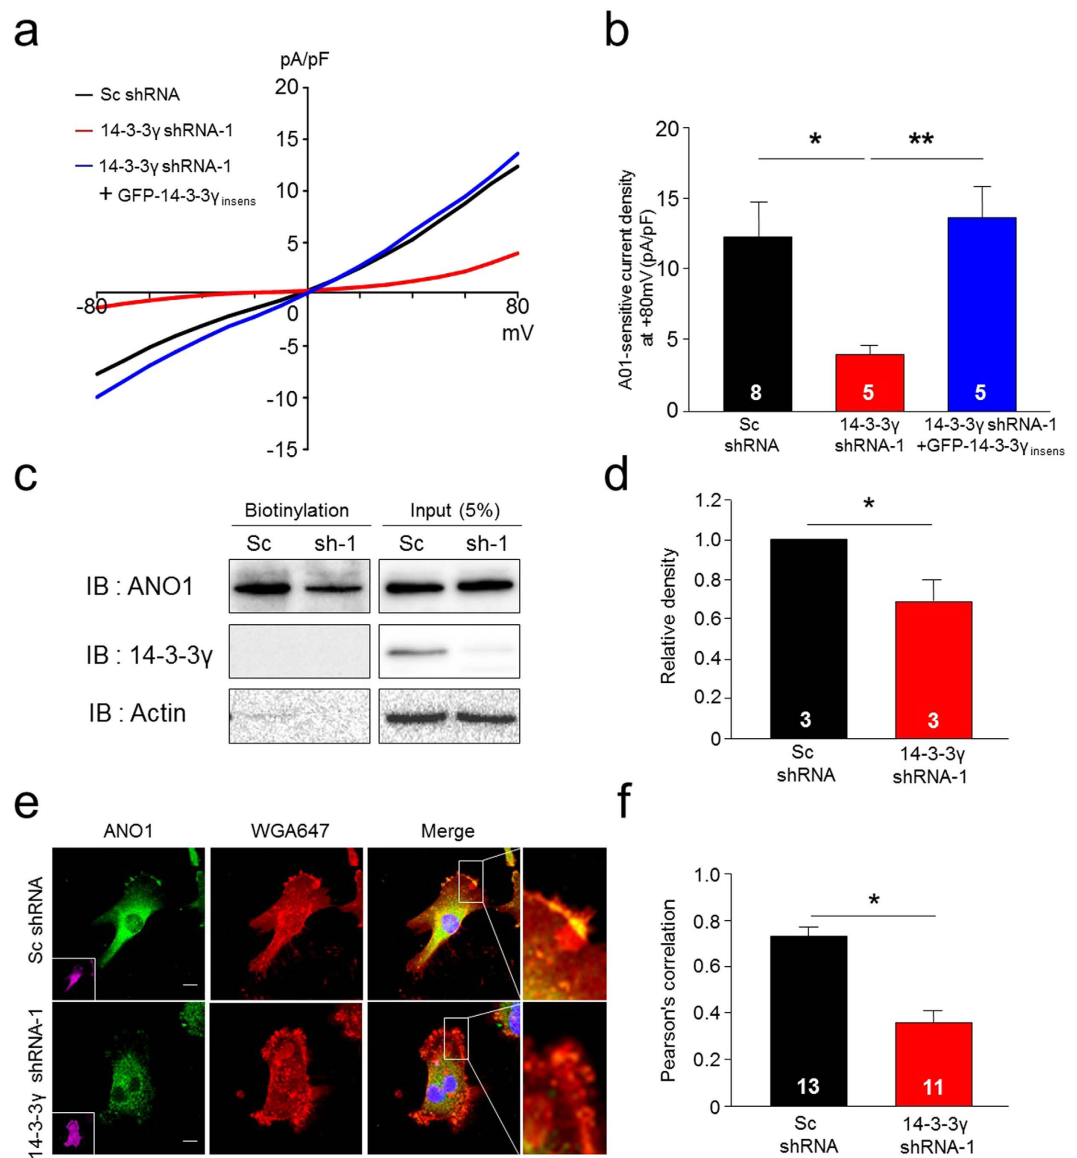 a
pA/pF
Sc shRNA
14-3-3γ shRNA-1
14-3-3γ shRNA-1
+ GFP-14-3-3γinsens
20
15
10
5
0
-5
-10
-15
-80
80
mV
b
A01-sensitive current density
at +80mV (pA/pF)
20
15
10
5
0
*
**
8
5
5
Sc
shRNA
14-3-3γ
shRNA-1
14-3-3γ shRNA-1
+GFP-14-3-3γinsens
c
Biotinylation
Input (5%)
Sc
sh-1
Sc
sh-1
IB : ANO1
IB : 14-3-3γ
IB : Actin
d
Relative density
1.2
1.0
0.8
0.6
0.4
0.2
0
*
3
3
Sc
shRNA
14-3-3γ
shRNA-1
e
ANO1
WGA647
Merge
Sc shRNA
14-3-3γ shRNA-1
f
Pearson's correlation
1.0
0.8
0.6
0.4
0.2
0
*
13
11
Sc
shRNA
14-3-3γ
shRNA-1